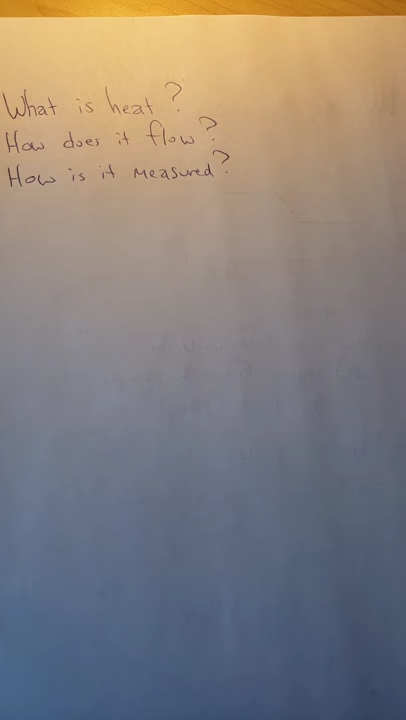 What is heat?
How does it flow?
How is it measured?